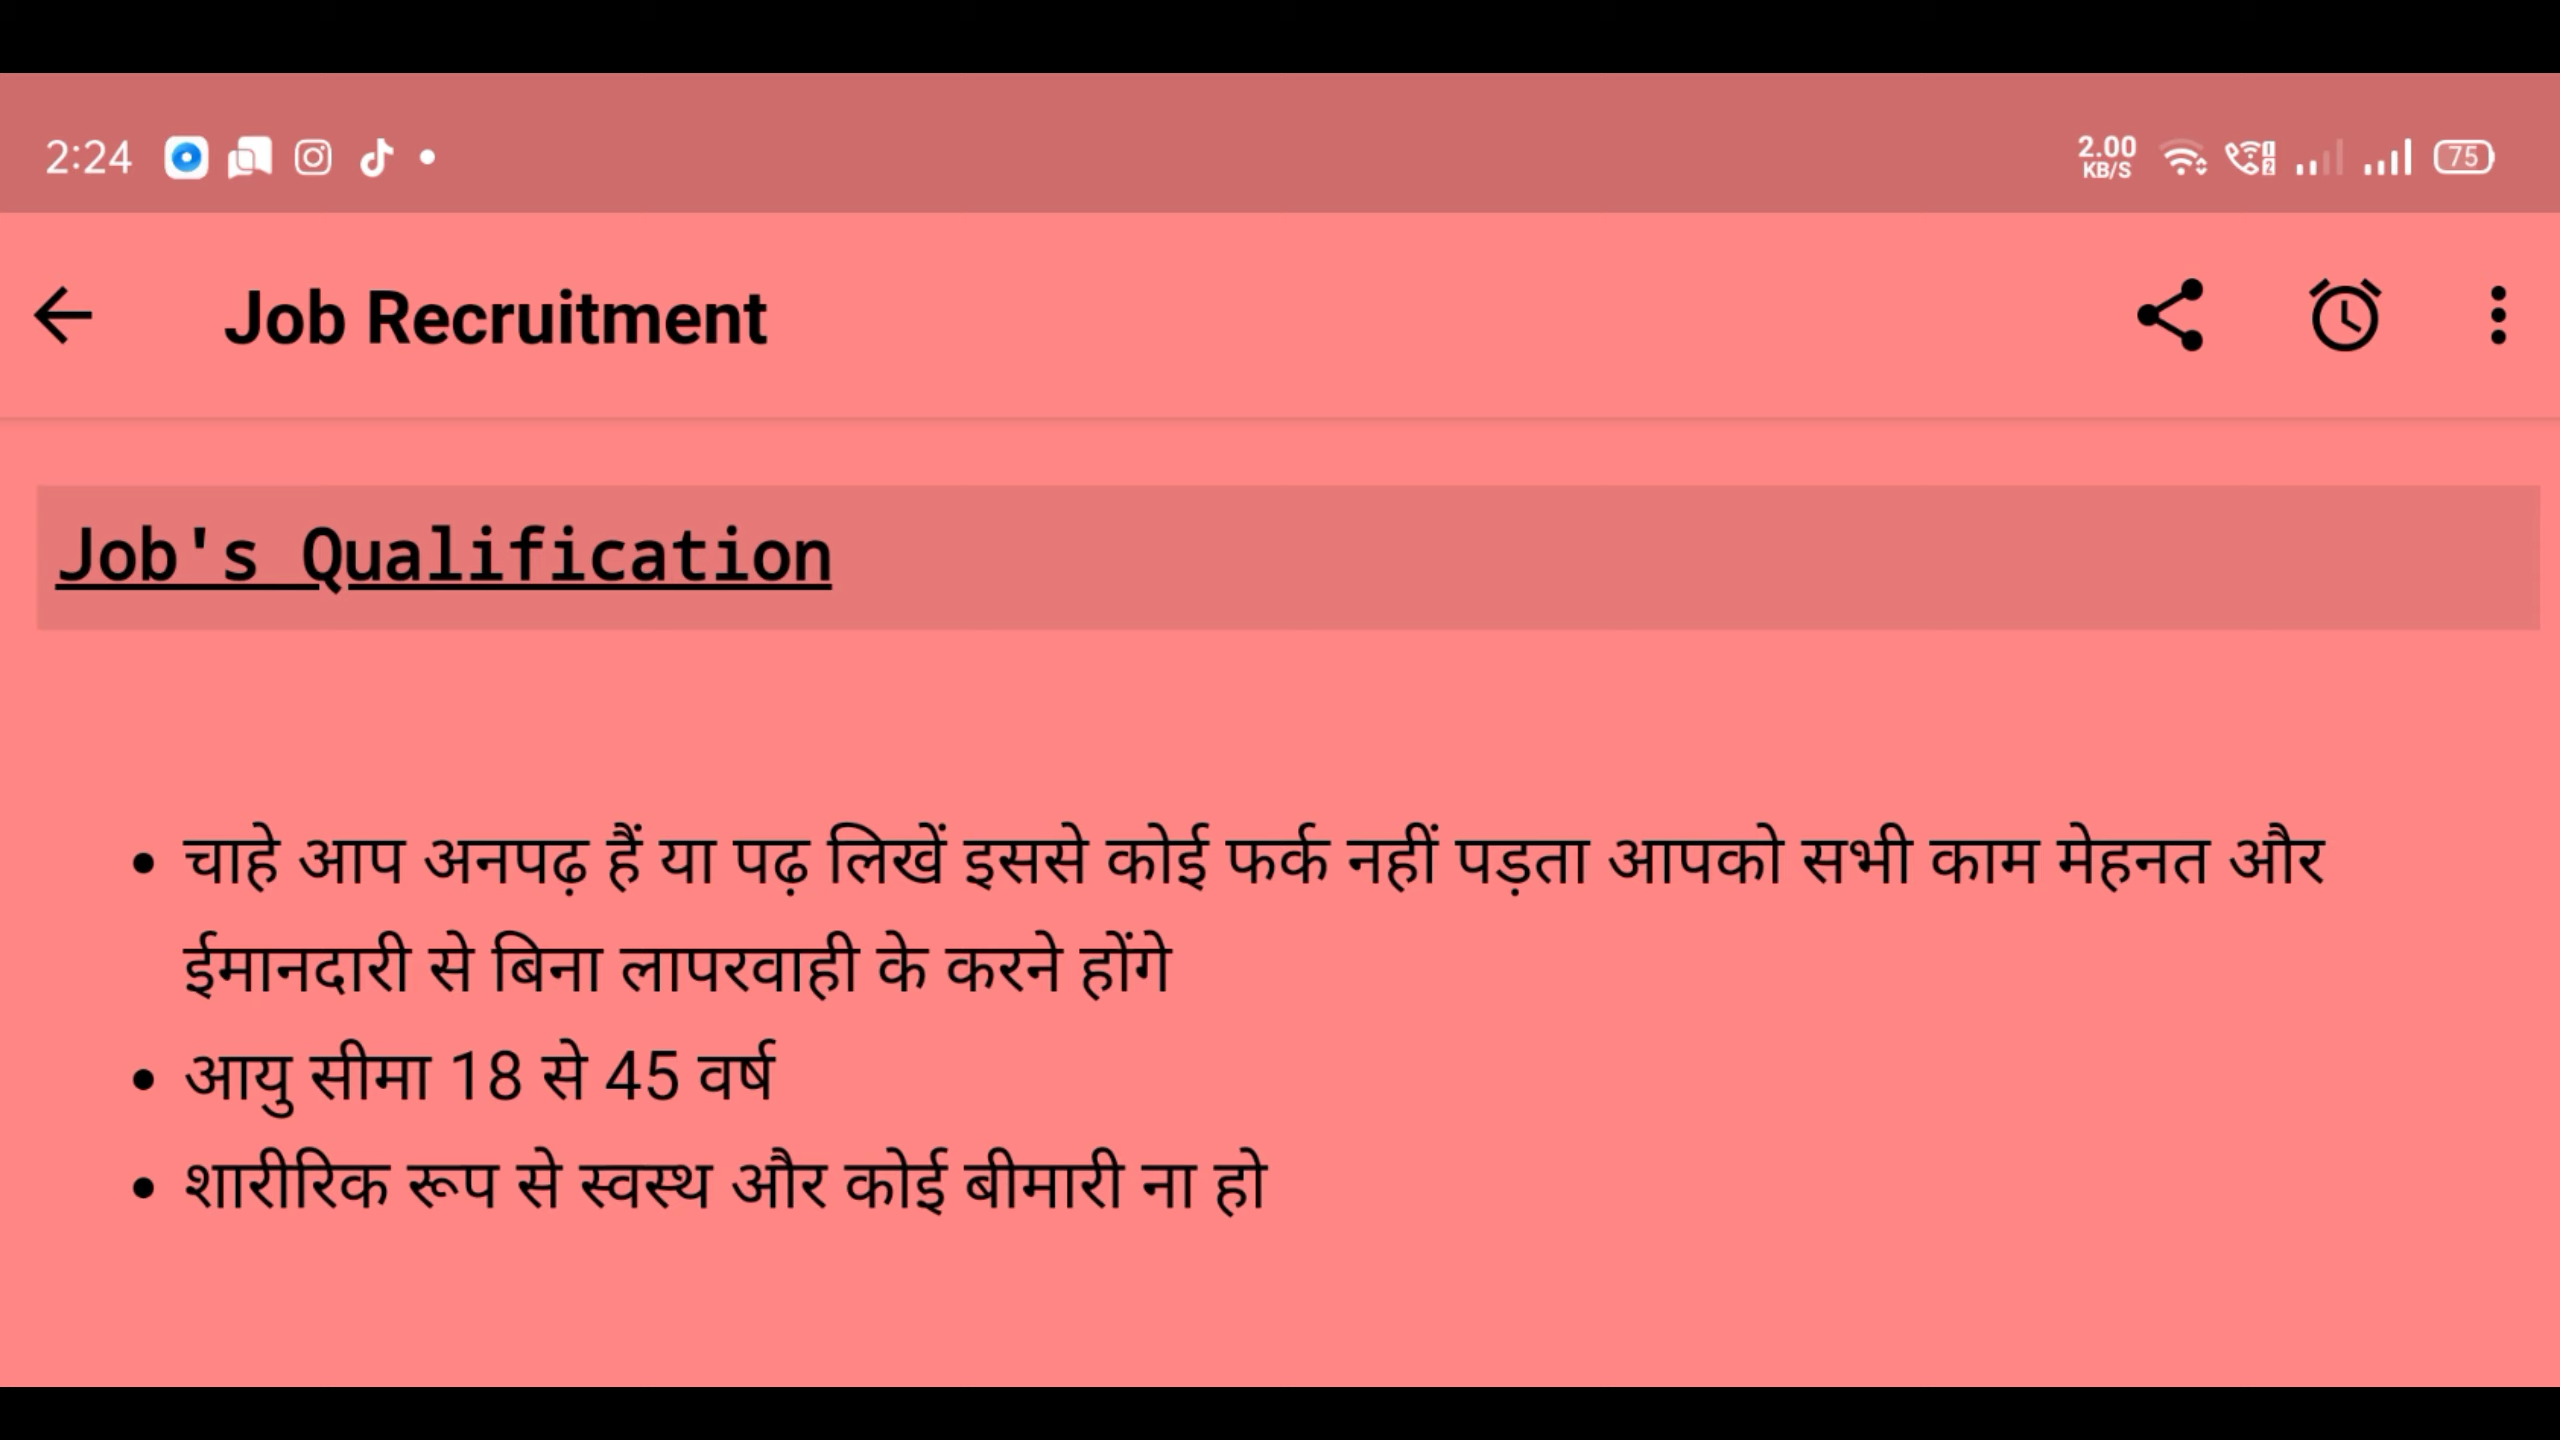 2:24
2.00
KB/S
75
Job Recruitment
Job's Qualification
• चाहे आप अनपढ़ हैं या पढ़ लिखें इससे कोई फर्क नहीं पड़ता आपको सभी काम मेहनत और
ईमानदारी से बिना लापरवाही के करने होंगे
• आयु सीमा 18 से 45 वर्ष
• शारीरिक रूप से स्वस्थ और कोई बीमारी ना हो